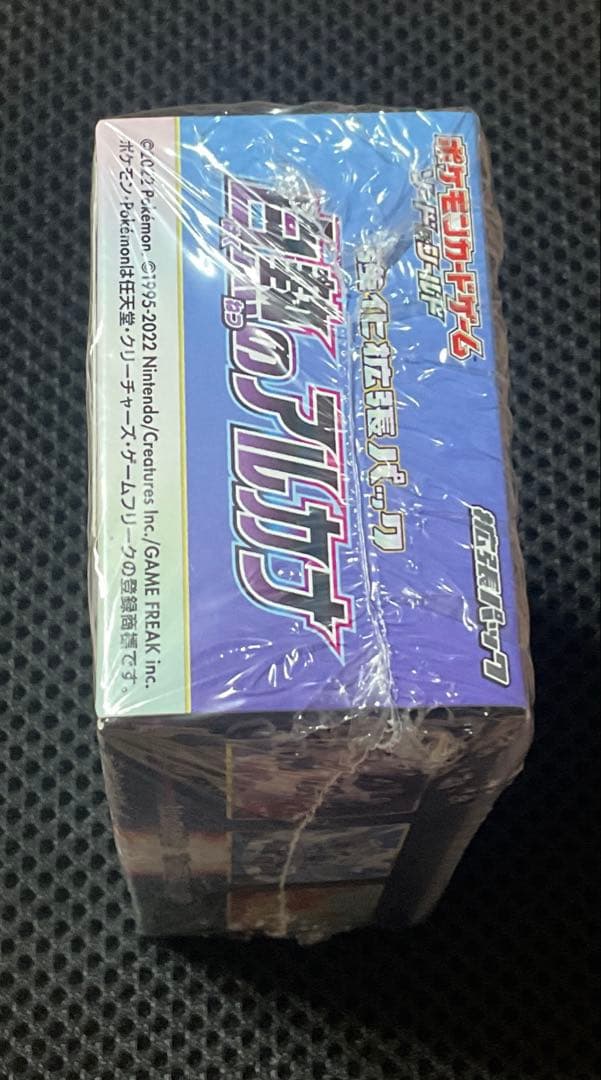 ポケモンカードゲーム
ソード&シールド
拡張パック
強化拡張パック
白熱のアルカナ
©2022 Pokémon. ©1995-2022 Nintendo/Creatures Inc./GAME FREAK inc.
ポケモン・Pokémonは任天堂・クリーチャーズ・ゲームフリークの登録商標です。